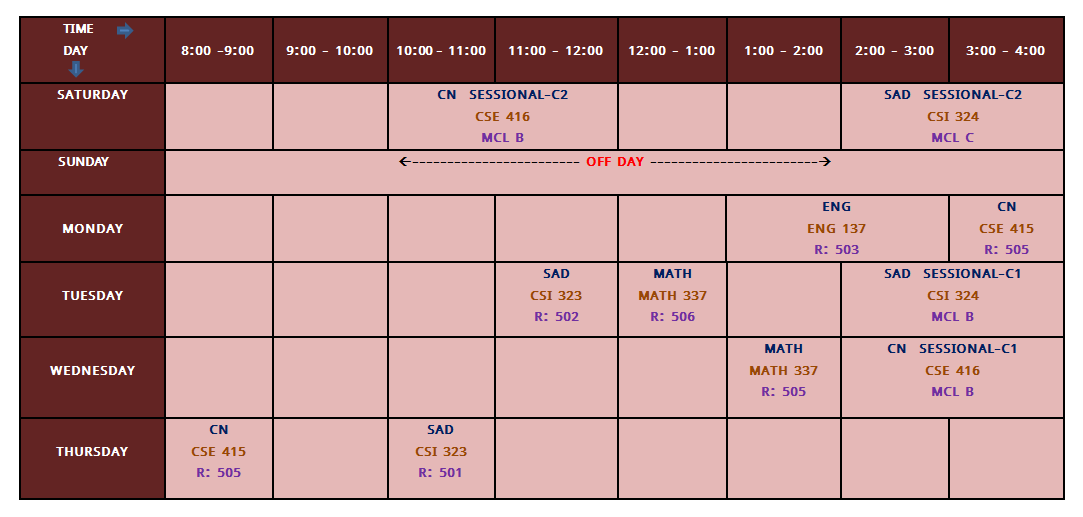 TIME
DAY
8:00 -9:00
9:00 - 10:00
10:00 - 11:00
11:00 - 12:00
12:00 - 1:00
1:00 - 2:00
2:00 - 3:00
3:00 - 4:00
SATURDAY
CN SESSIONAL-C2
CSE 416
MCL B
SAD SESSIONAL-C2
CSI 324
MCL C
SUNDAY
OFF DAY
MONDAY
ENG
ENG 137
R: 503
CN
CSE 415
R: 505
TUESDAY
SAD
CSI 323
R: 502
MATH
MATH 337
R: 506
SAD SESSIONAL-C1
CSI 324
MCL B
WEDNESDAY
MATH
MATH 337
R: 505
CN SESSIONAL-C1
CSE 416
MCL B
THURSDAY
CN
CSE 415
R: 505
SAD
CSI 323
R: 501